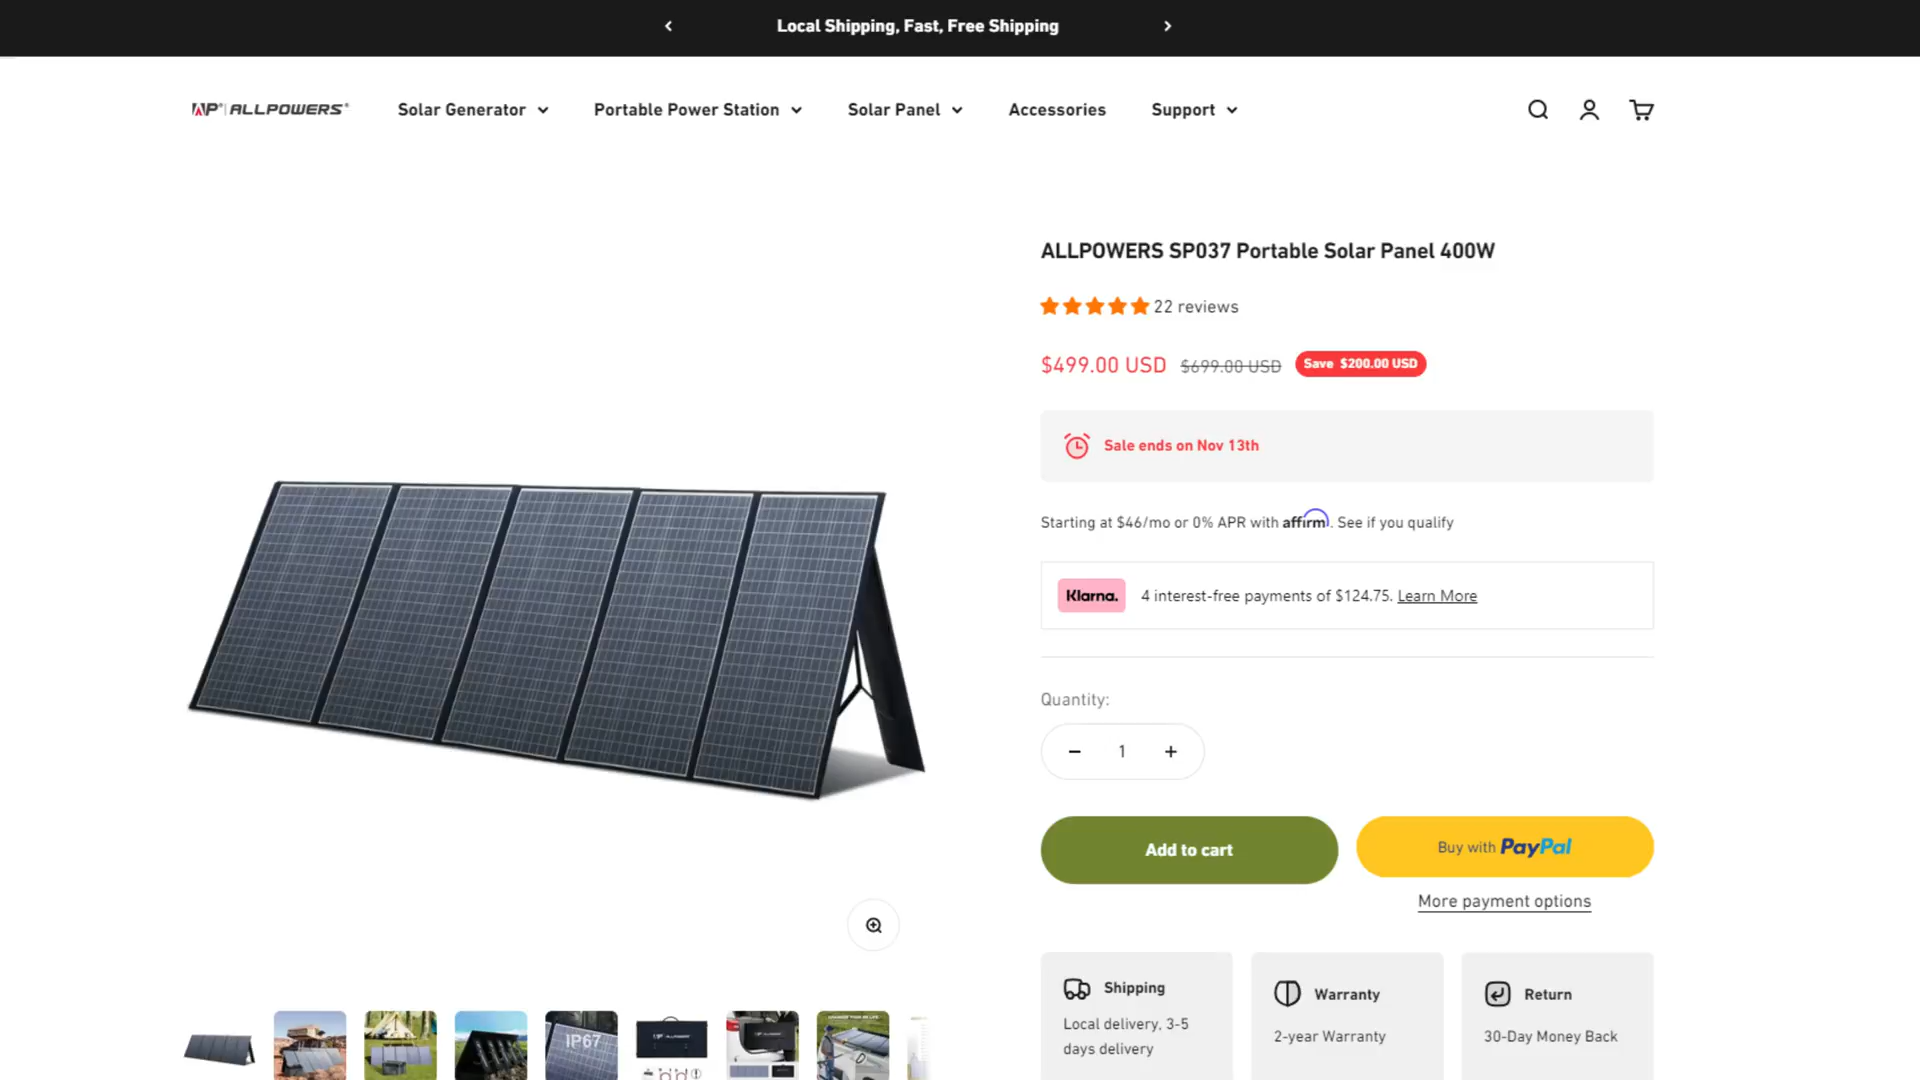 Local Shipping, Fast, Free Shipping
ALLPOWERS
Solar Generator
Portable Power Station
Solar Panel
Accessories
Support
ALLPOWERS SP037 Portable Solar Panel 400W
22 reviews
$499.00 USD $699.00 USD Save $200.00 USD
Sale ends on Nov 13th
Starting at $46/mo or 0% APR with affirm. See if you qualify
Klarna. 4 interest-free payments of $124.75. Learn More
Quantity:
− 1 +
Add to cart
Buy with PayPal
More payment options
Shipping
Local delivery, 3-5
days delivery
Warranty
2-year Warranty
Return
30-Day Money Back
IP67